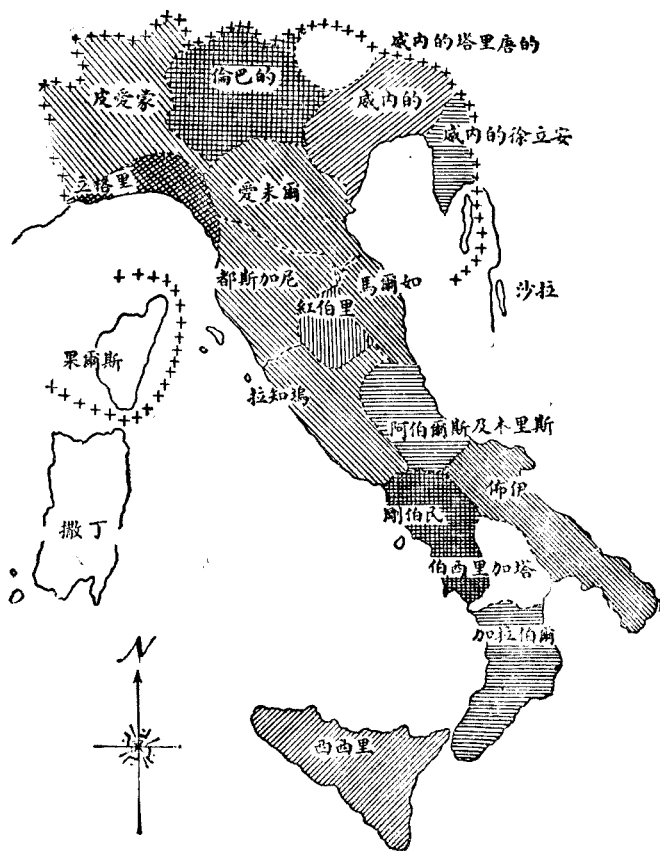 威內的塔里唐的
倫巴的
皮愛蒙
威內的
威內的徐立安
立格里
愛米爾
都斯加尼
馬爾如
沙拉
紅伯里
果爾斯
拉知塢
阿伯爾斯及木里斯
佈伊
剛伯民
撒丁
伯西里加塔
加拉伯爾
N
西西里